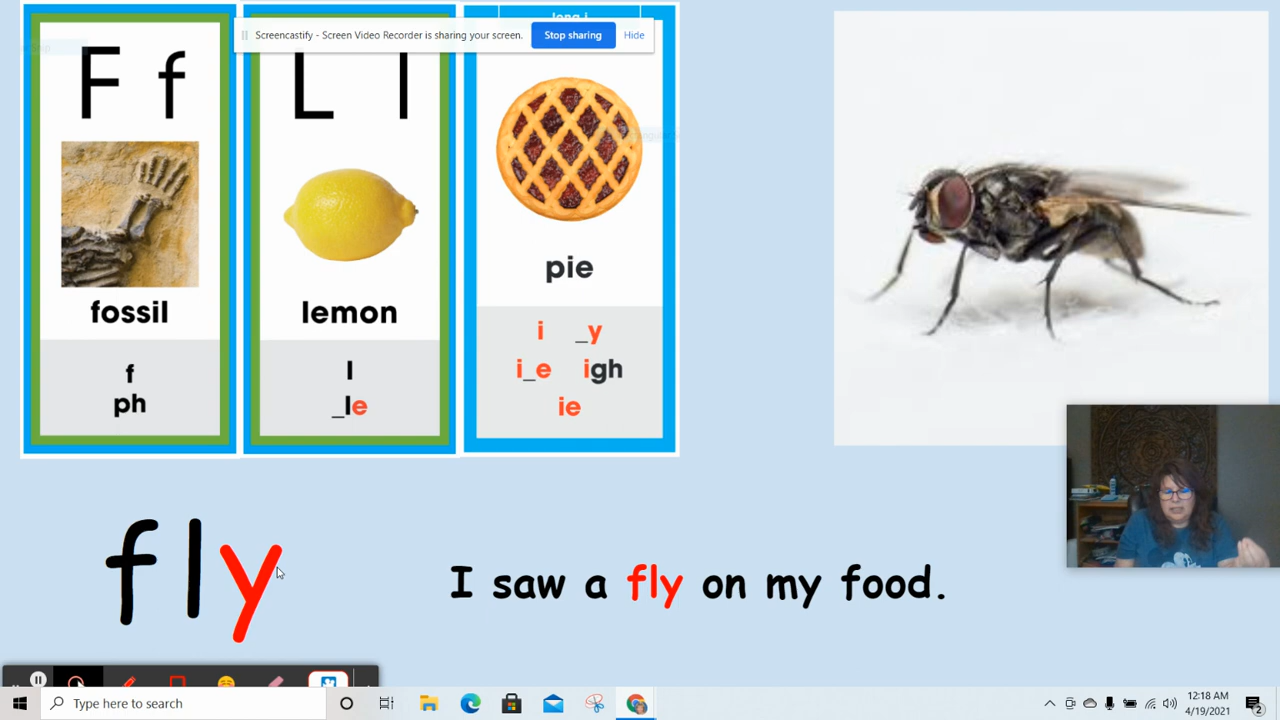 long i
Screencastify - Screen Video Recorder is sharing your screen.
Stop sharing
Hide
F f
L l
fossil
lemon
pie
f
ph
l
_le
i _y
i_e igh
ie
fly
I saw a fly on my food.
Type here to search
12:18 AM
4/19/2021
2